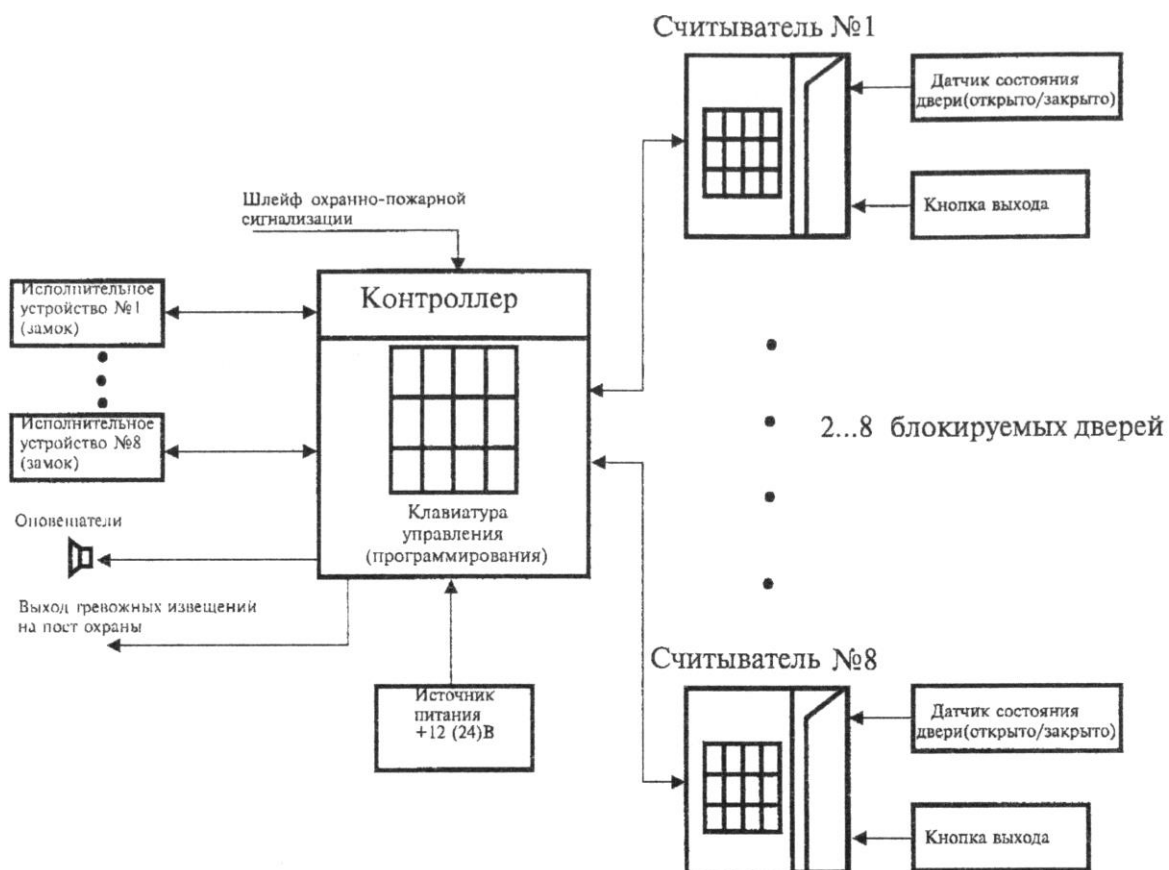 Считыватель №1
Датчик состояния
двери(открыто/закрыто)
Кнопка выхода
Шлейф охранно-пожарной
сигнализации
Исполнительное
устройство №1
(замок)
Контроллер
Исполнительное
устройство №8
(замок)
2...8 блокируемых дверей
Клавиатура
управления
(программирования)
Оповещатели
Выход тревожных извещений
на пост охраны
Источник
питания
+12 (24)В
Считыватель №8
Датчик состояния
двери(открыто/закрыто)
Кнопка выхода